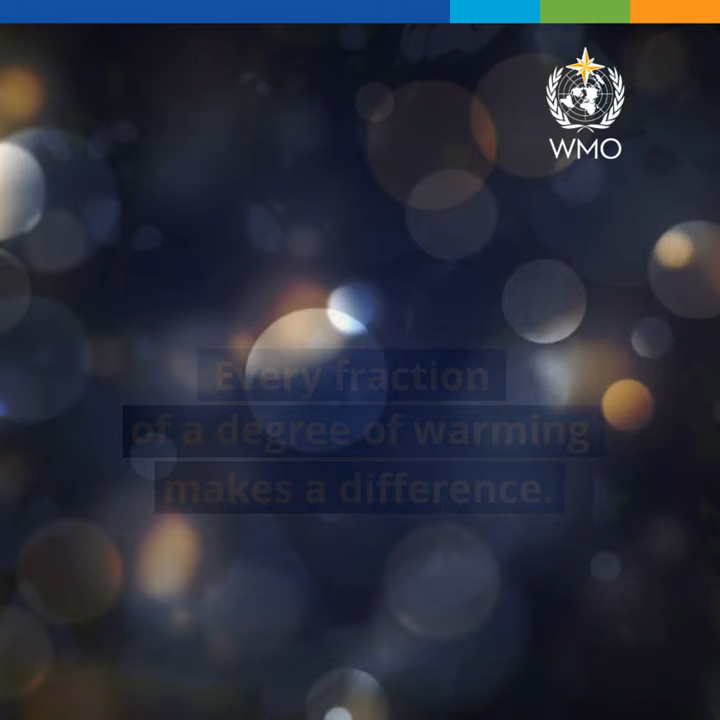 WMO
Every fraction
of a degree of warming
makes a difference.